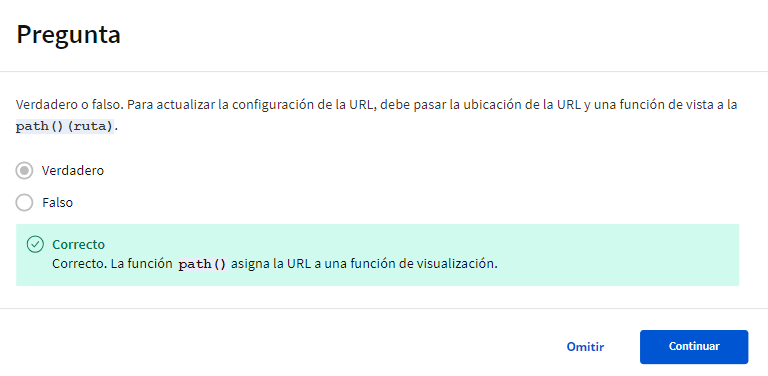 Pregunta
Verdadero o falso. Para actualizar la configuración de la URL, debe pasar la ubicación de la URL y una función de vista a la
path()(ruta).
Verdadero
Falso
Correcto
Correcto. La función path() asigna la URL a una función de visualización.
Omitir
Continuar